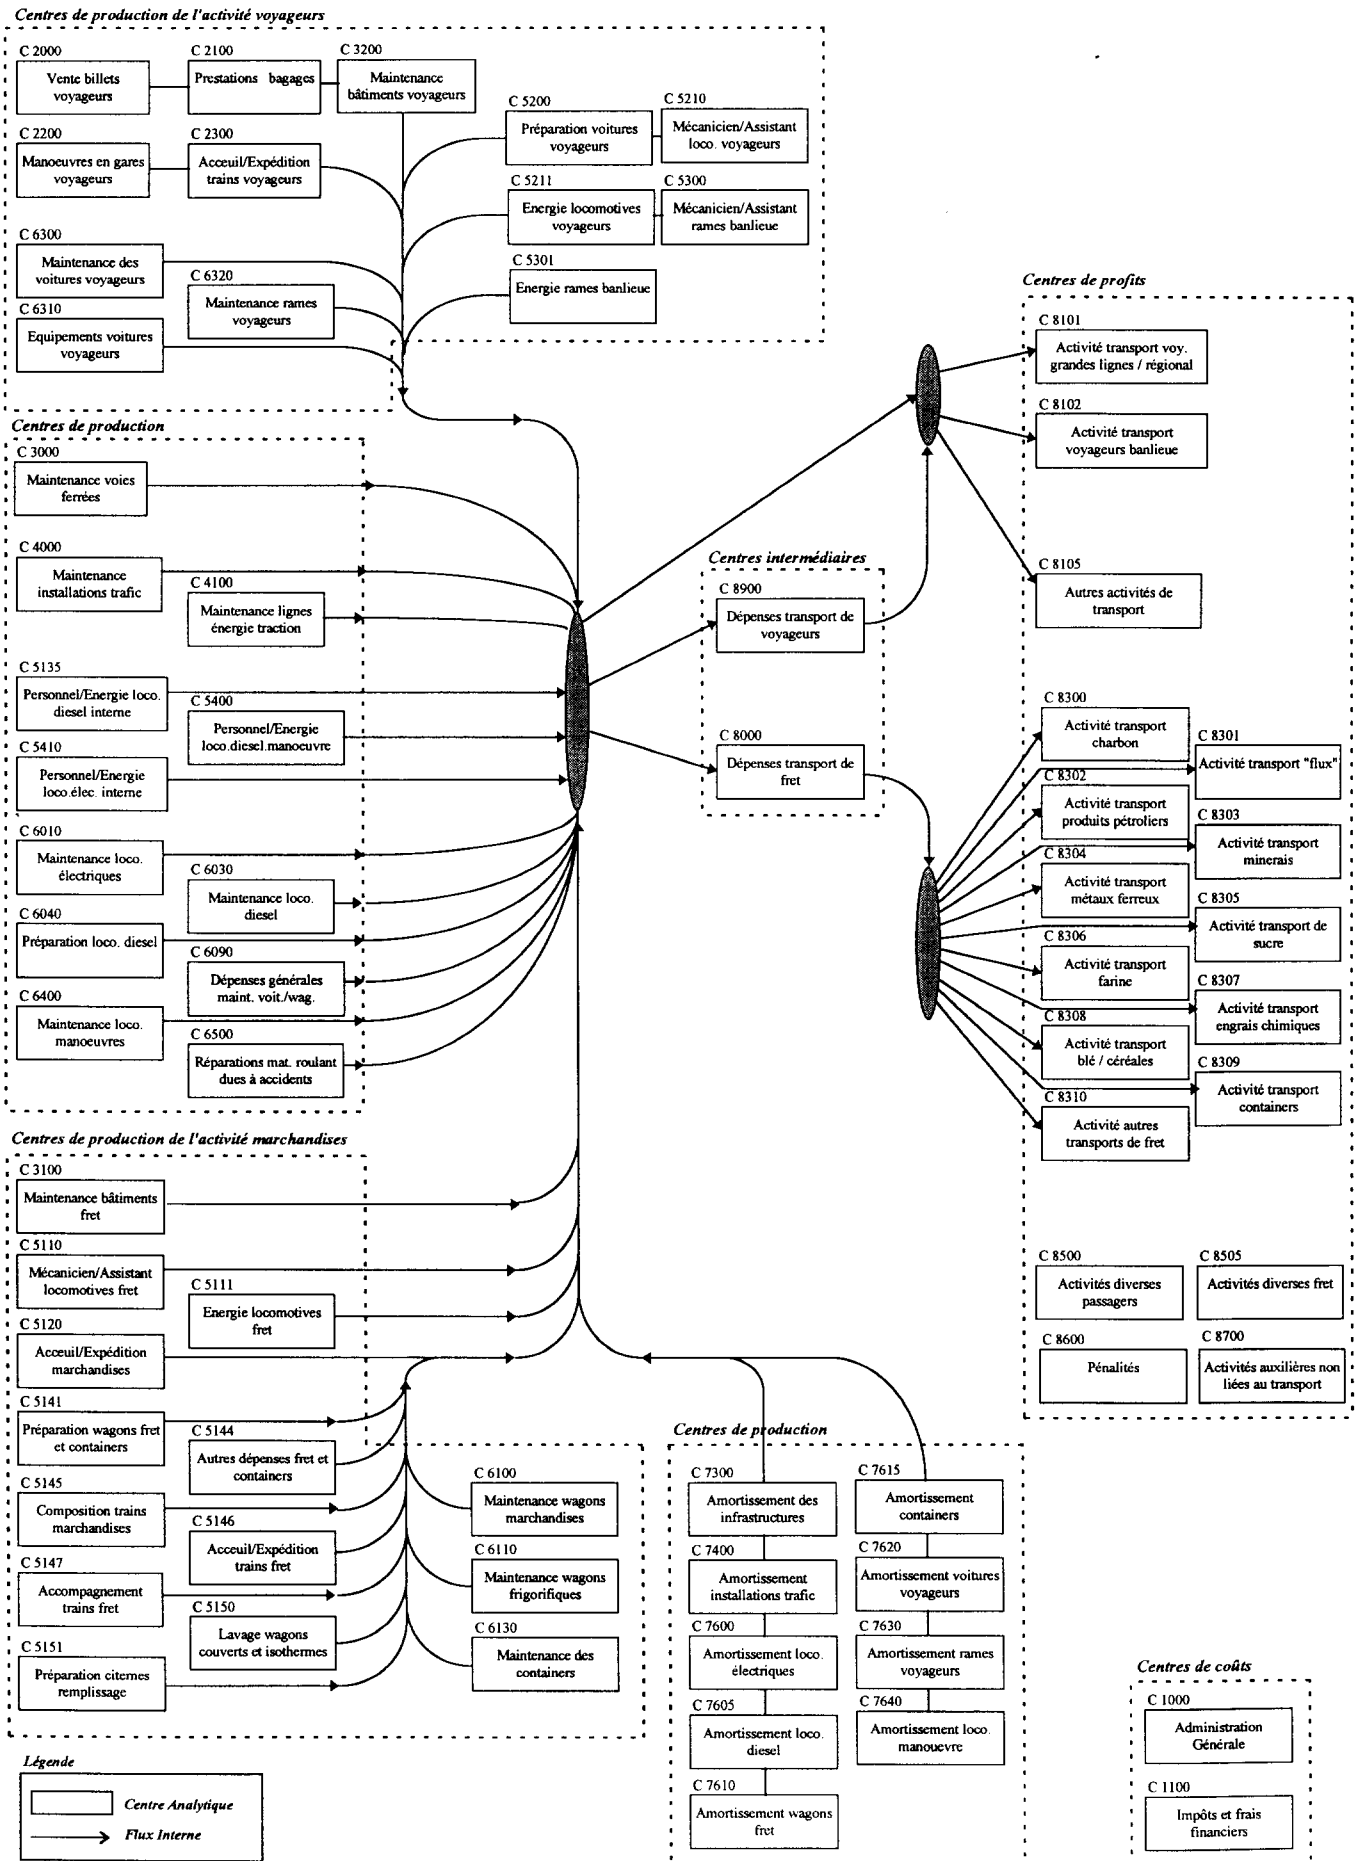 Centres de production de l'activité voyageurs
C 2000
Vente billets
voyageurs
C 2100
Prestations bagages
C 3200
Maintenance
bâtiments voyageurs
C 2200
Manoeuvres en gares
voyageurs
C 2300
Acceuil/Expédition
trains voyageurs
C 5200
Préparation voitures
voyageurs
C 5210
Mécanicien/Assistant
loco. voyageurs
C 5211
Energie locomotives
voyageurs
C 5300
Mécanicien/Assistant
rames banlieue
C 6300
Maintenance des
voitures voyageurs
C 6320
Maintenance rames
voyageurs
C 5301
Energie rames banlieue
C 6310
Equipements voitures
voyageurs
Centres de production
C 3000
Maintenance voies
ferrées
C 4000
Maintenance
installations trafic
C 4100
Maintenance lignes
énergie traction
C 5135
Personnel/Energie loco.
diesel interne
C 5400
Personnel/Energie
loco.diesel.manoeuvre
C 5410
Personnel/Energie
loco.élec. interne
C 6010
Maintenance loco.
électriques
C 6030
Maintenance loco.
diesel
C 6040
Préparation loco. diesel
C 6090
Dépenses générales
maint. voit./wag.
C 6400
Maintenance loco.
manoeuvres
C 6500
Réparations mat. roulant
dues à accidents
Centres intermédiaires
C 8900
Dépenses transport de
voyageurs
C 8000
Dépenses transport de
fret
Centres de profits
C 8101
Activité transport voy.
grandes lignes / régional
C 8102
Activité transport
voyageurs banlieue
C 8105
Autres activités de
transport
C 8300
Activité transport
charbon
C 8301
Activité transport "flux"
C 8302
Activité transport
produits pétroliers
C 8303
Activité transport
minerais
C 8304
Activité transport
métaux ferreux
C 8305
Activité transport de
sucre
C 8306
Activité transport
farine
C 8307
Activité transport
engrais chimiques
C 8308
Activité transport
blé / céréales
C 8309
Activité transport
containers
C 8310
Activité autres
transports de fret
C 8500
Activités diverses
passagers
C 8505
Activités diverses fret
C 8600
Pénalités
C 8700
Activités auxilières non
liées au transport
Centres de production de l'activité marchandises
C 3100
Maintenance bâtiments
fret
C 5110
Mécanicien/Assistant
locomotives fret
C 5111
Energie locomotives
fret
C 5120
Acceuil/Expédition
marchandises
C 5141
Préparation wagons fret
et containers
C 5144
Autres dépenses fret et
containers
C 5145
Composition trains
marchandises
C 5146
Acceuil/Expédition
trains fret
C 5147
Accompagnement
trains fret
C 5150
Lavage wagons
couverts et isothermes
C 5151
Préparation citernes
remplissage
C 6100
Maintenance wagons
marchandises
C 6110
Maintenance wagons
frigorifiques
C 6130
Maintenance des
containers
Centres de production
C 7300
Amortissement des
infrastructures
C 7400
Amortissement
installations trafic
C 7600
Amortissement loco.
électriques
C 7605
Amortissement loco.
diesel
C 7610
Amortissement wagons
fret
C 7615
Amortissement
containers
C 7620
Amortissement voitures
voyageurs
C 7630
Amortissement rames
voyageurs
C 7640
Amortissement loco.
manouevre
Centres de coûts
C 1000
Administration
Générale
C 1100
Impôts et frais
financiers
Légende
Centre Analytique
Flux Interne